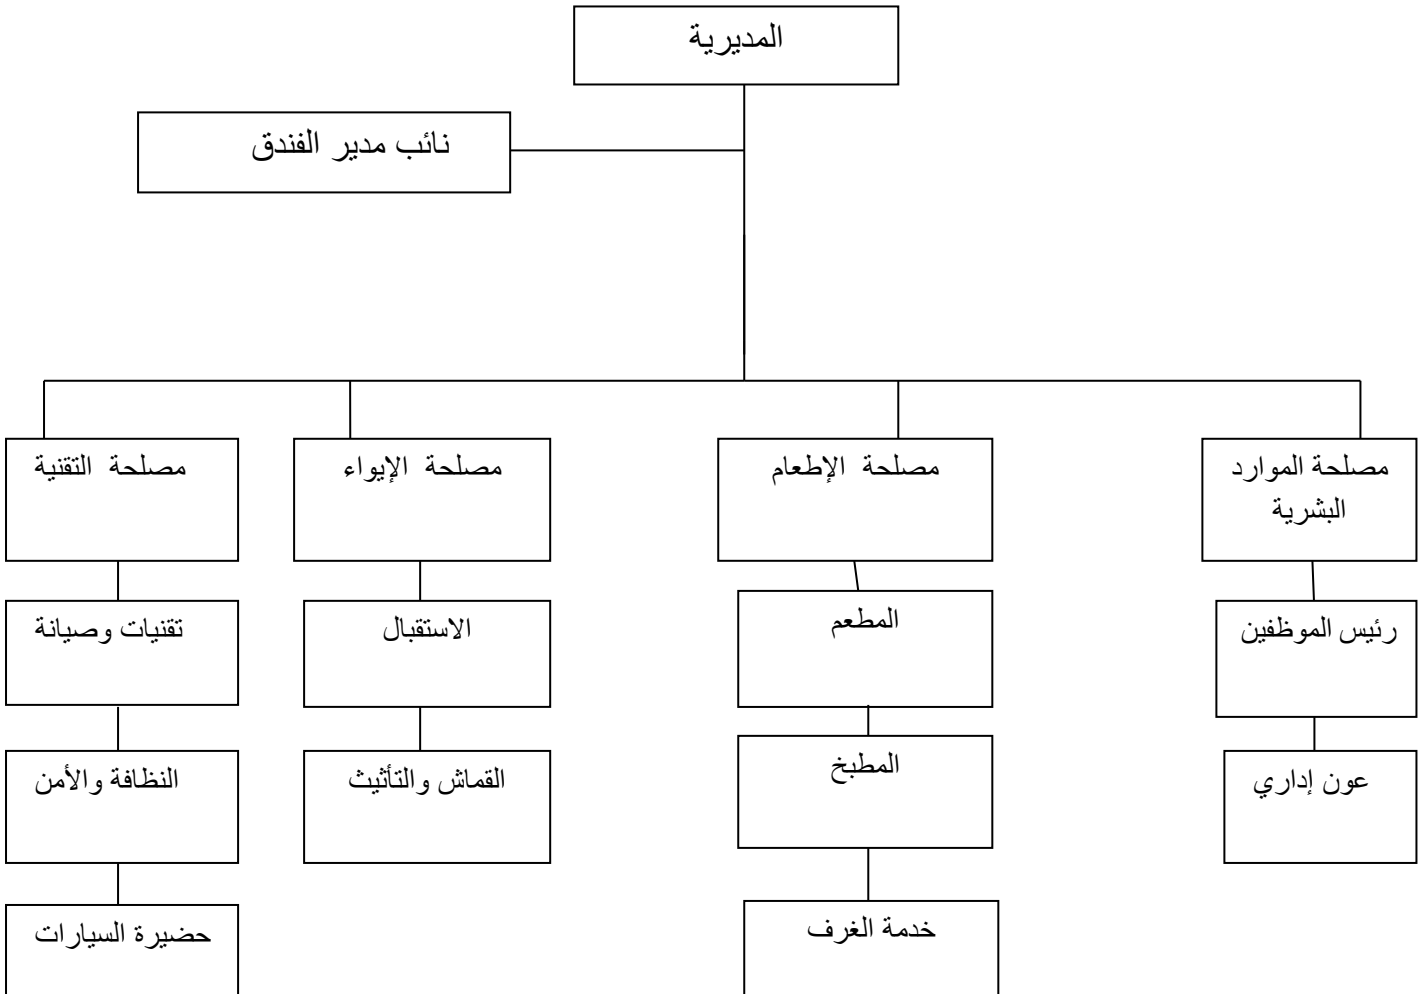 المديرية
نائب مدير الفندق
مصلحة الموارد
البشرية
مصلحة الإطعام
مصلحة الإيواء
مصلحة التقنية
رئيس الموظفين
المطعم
الاستقبال
تقنيات وصيانة
عون إداري
المطبخ
القماش والتأثيث
النظافة والأمن
خدمة الغرف
حضيرة السيارات